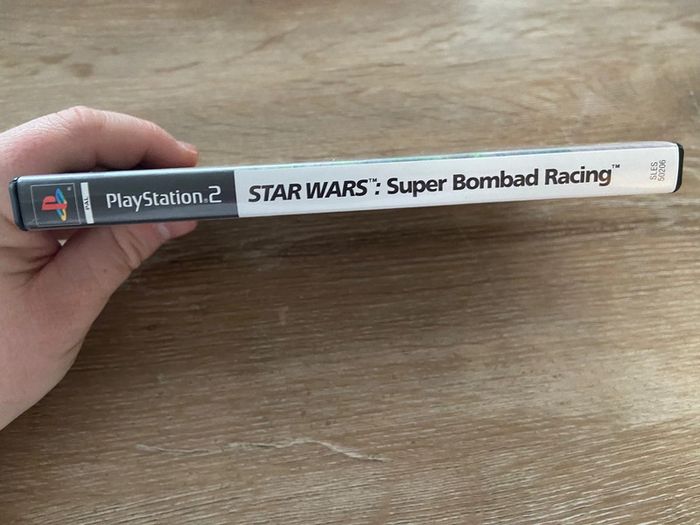 PAL
PlayStation.2
STAR WARS™: Super Bombad Racing™
SLES
50206